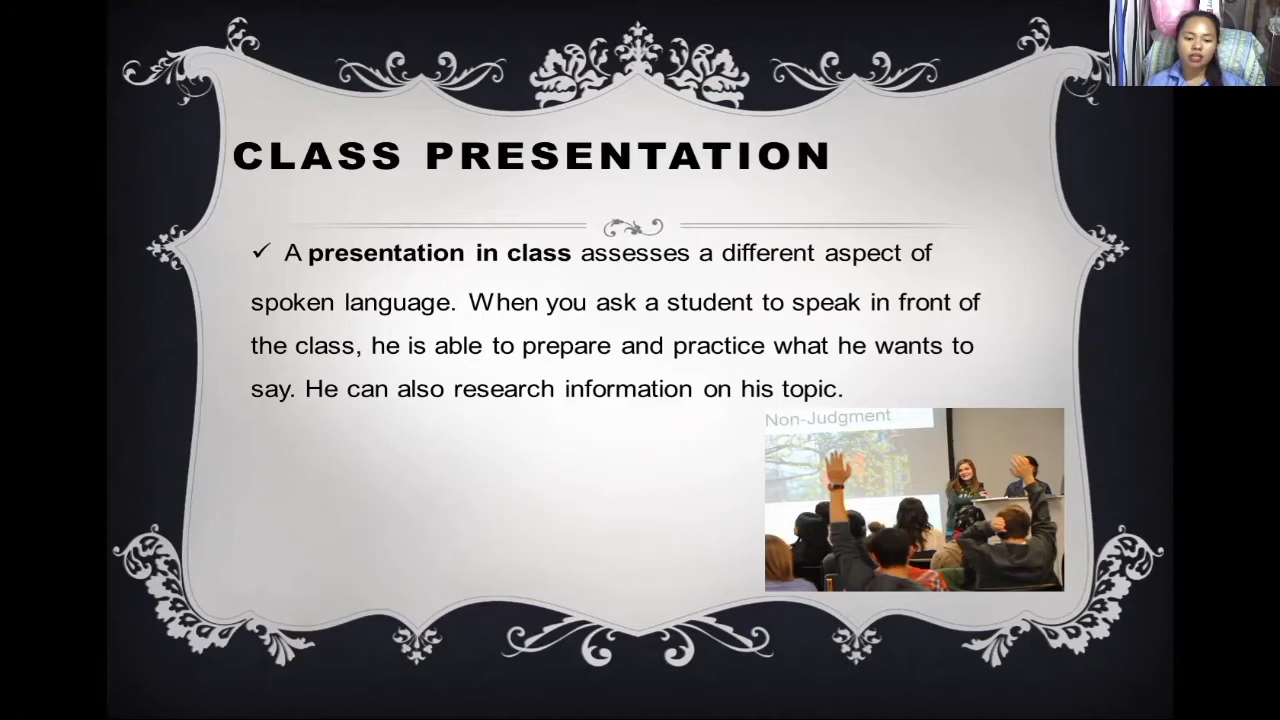 CLASS PRESENTATION
✓ A presentation in class assesses a different aspect of
spoken language. When you ask a student to speak in front of
the class, he is able to prepare and practice what he wants to
say. He can also research information on his topic.
Non-Judgment